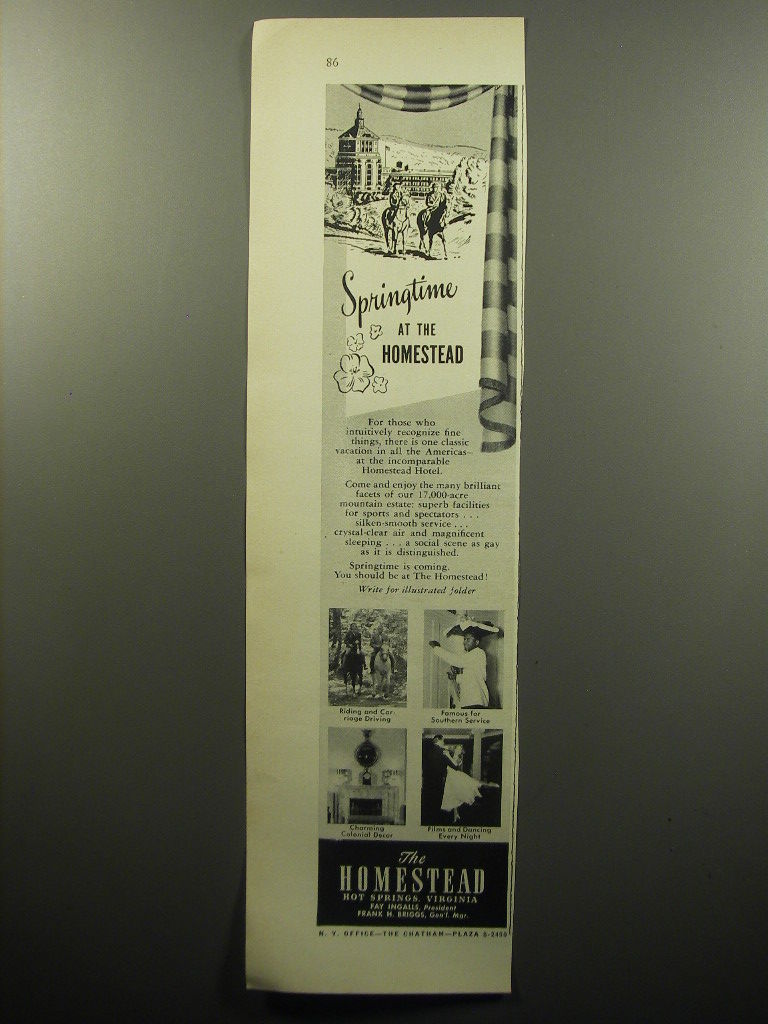 86
Springtime
AT THE
HOMESTEAD
For those who
intuitively recognize fine
things, there is one classic
vacation in all the Americas—
at the incomparable
Homestead Hotel.
Come and enjoy the many brilliant
facets of our 17,000-acre
mountain estate: superb facilities
for sports and spectators . . .
silken-smooth service . . .
crystal-clear air and magnificent
sleeping . . . a social scene as gay
as it is distinguished.
Springtime is coming.
You should be at The Homestead!
Write for illustrated folder
Riding and Car-
riage Driving
Famous for
Southern Service
Charming
Colonial Decor
Films and Dancing
Every Night
The
HOMESTEAD
HOT SPRINGS, VIRGINIA
FAY INGALLS, President
FRANK H. BRIGGS, Gen'l. Mgr.
N. Y. OFFICE—THE CHATHAM—PLAZA